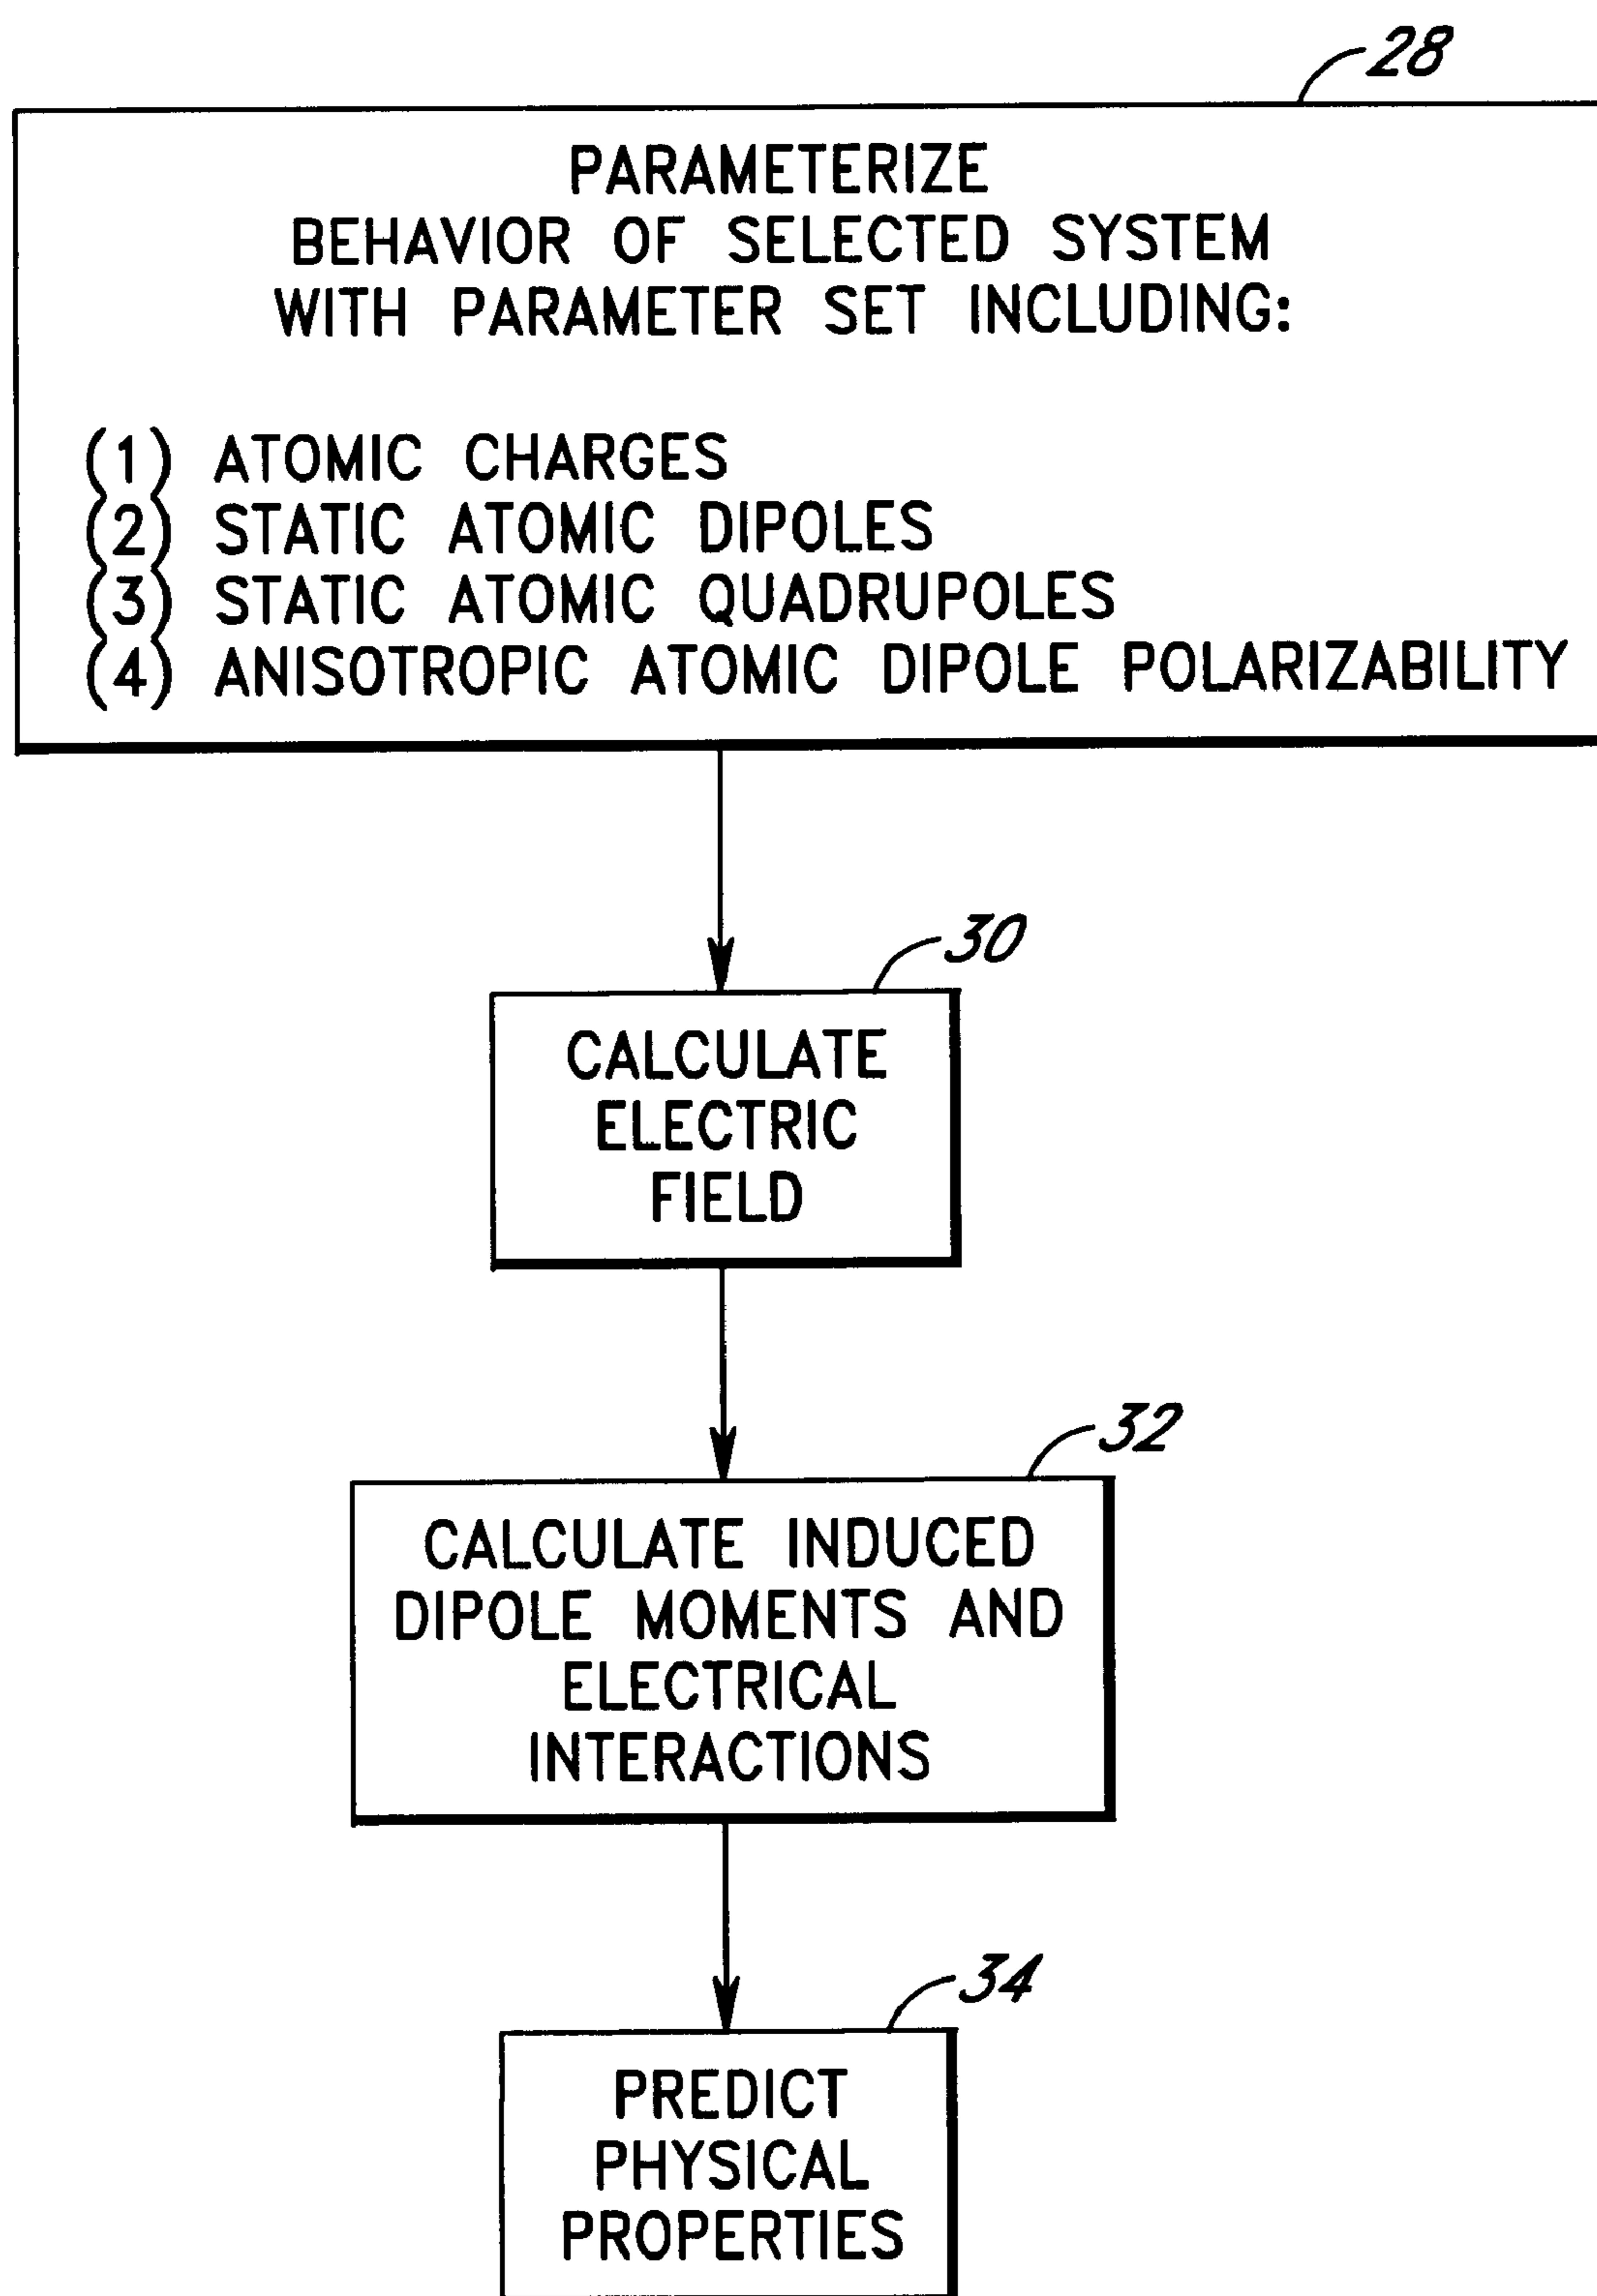 28
PARAMETERIZE
BEHAVIOR OF SELECTED SYSTEM
WITH PARAMETER SET INCLUDING:
(1) ATOMIC CHARGES
(2) STATIC ATOMIC DIPOLES
(3) STATIC ATOMIC QUADRUPOLES
(4) ANISOTROPIC ATOMIC DIPOLE POLARIZABILITY
30
CALCULATE
ELECTRIC
FIELD
32
CALCULATE INDUCED
DIPOLE MOMENTS AND
ELECTRICAL
INTERACTIONS
34
PREDICT
PHYSICAL
PROPERTIES